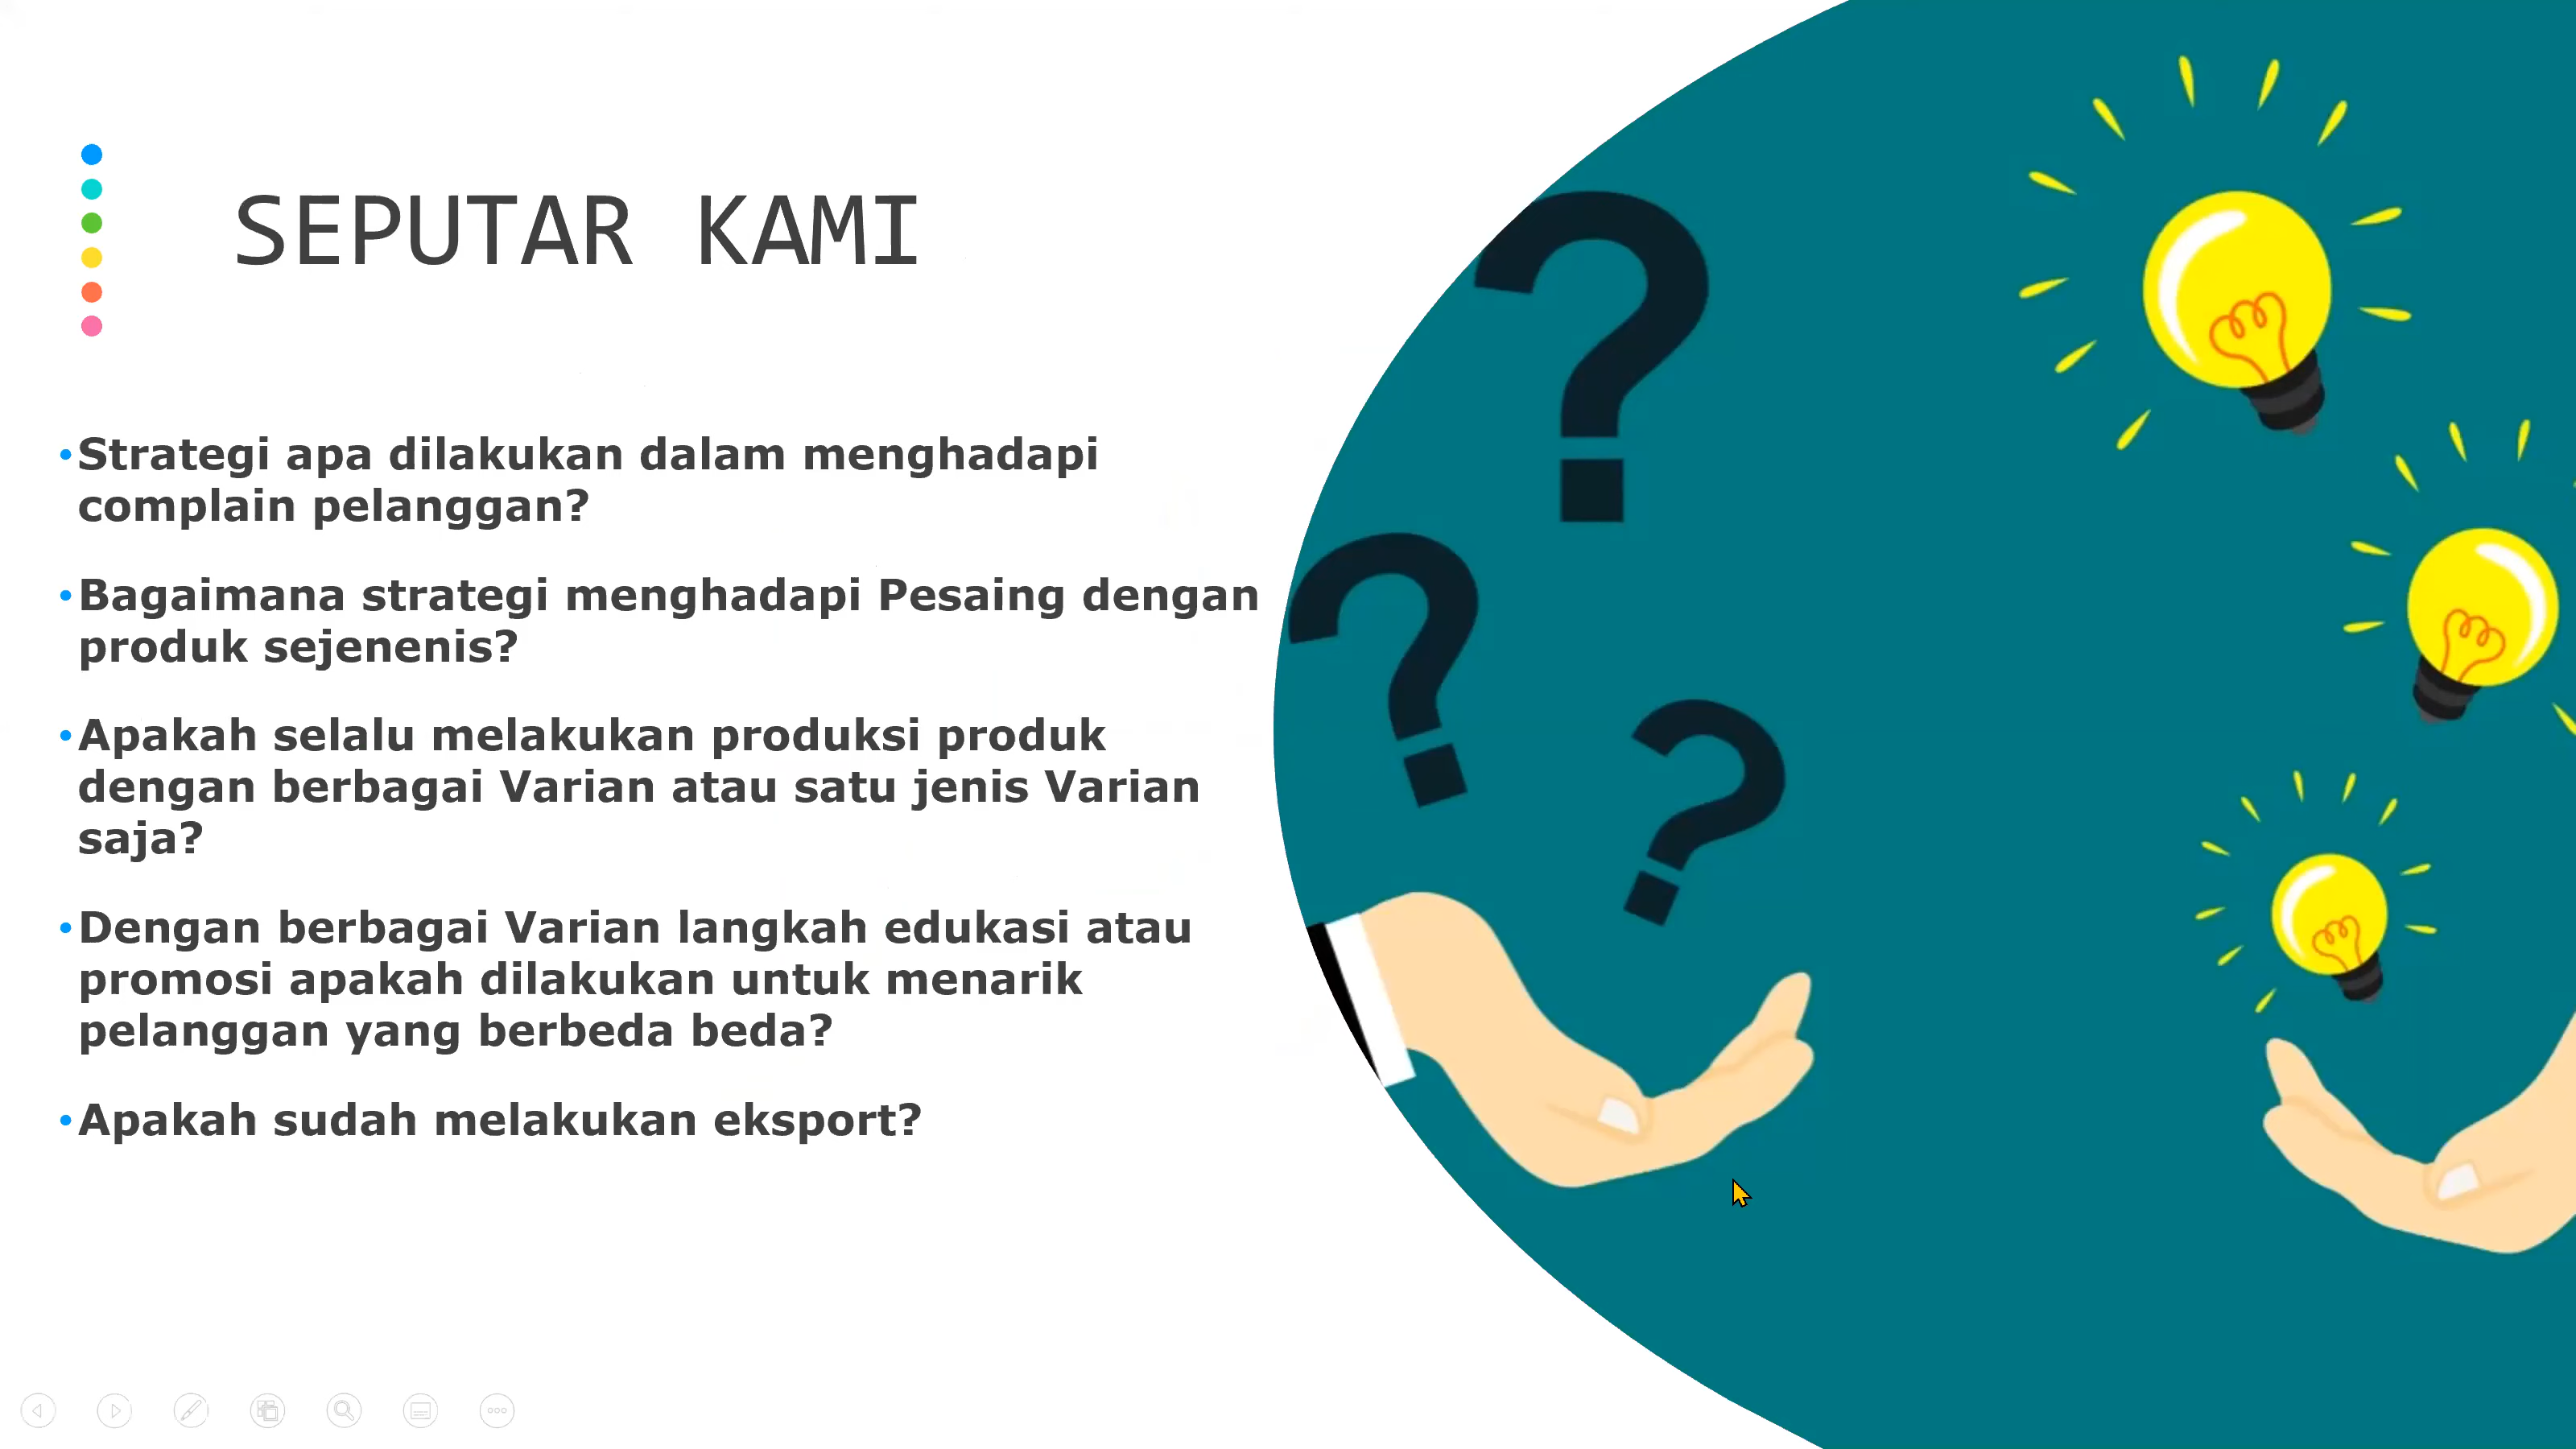 SEPUTAR KAMI
•Strategi apa dilakukan dalam menghadapi
complain pelanggan?
•Bagaimana strategi menghadapi Pesaing dengan
produk sejenenis?
•Apakah selalu melakukan produksi produk
dengan berbagai Varian atau satu jenis Varian
saja?
•Dengan berbagai Varian langkah edukasi atau
promosi apakah dilakukan untuk menarik
pelanggan yang berbeda beda?
•Apakah sudah melakukan eksport?